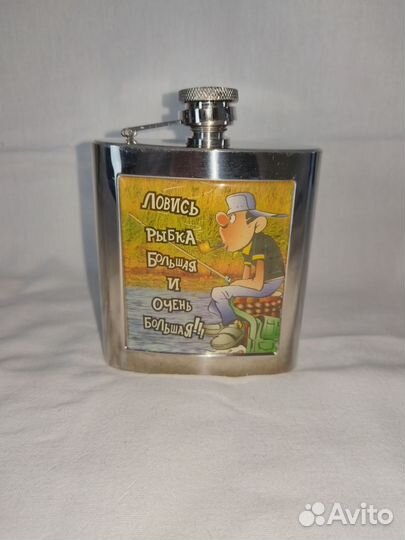 Ловись
рыбка
большая
и
очень
большая!!!
Avito